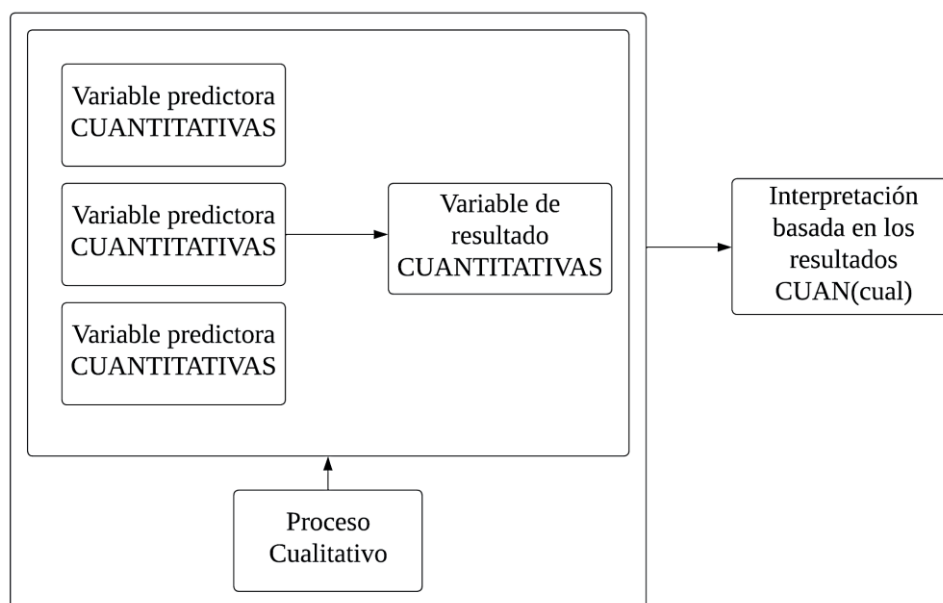 Variable predictora
CUANTITATIVAS
Variable predictora
CUANTITATIVAS
Variable predictora
CUANTITATIVAS
Variable de
resultado
CUANTITATIVAS
Proceso
Cualitativo
Interpretación
basada en los
resultados
CUAN(cual)